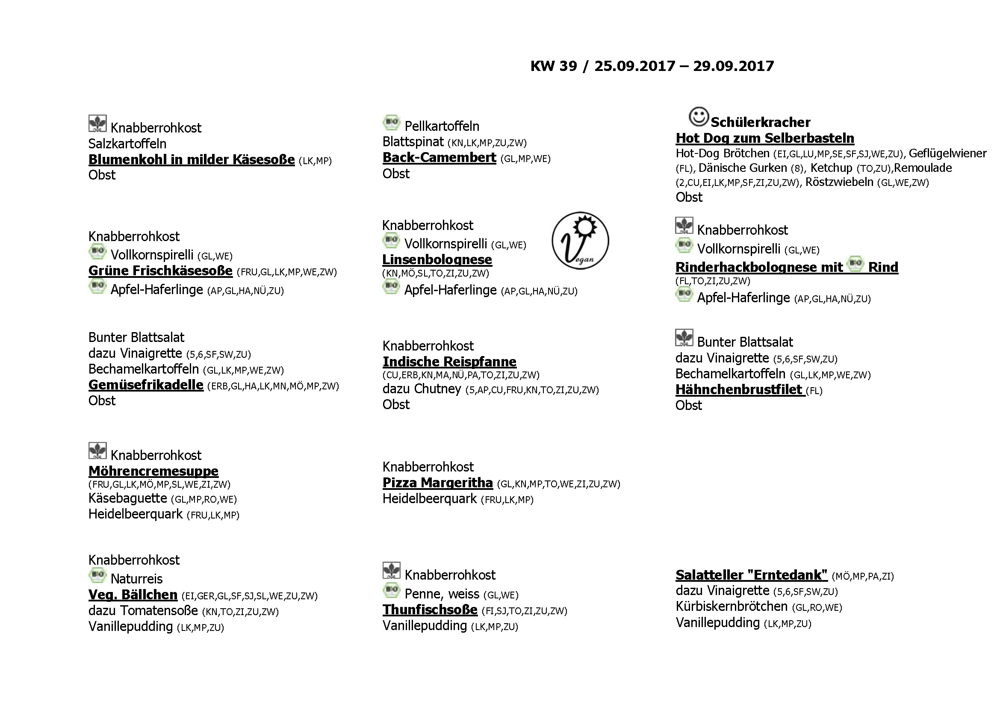 KW 39 / 25.09.2017 – 29.09.2017
Knabberrohkost
Salzkartoffeln
Blumenkohl in milder Käsesoße (LK,MP)
Obst
BIO Pellkartoffeln
Blattspinat (KN,LK,MP,ZU,ZW)
Back-Camembert (GL,MP,WE)
Obst
Schülerkracher
Hot Dog zum Selberbasteln
Hot-Dog Brötchen (EI,GL,LU,MP,SE,SF,SJ,WE,ZU), Geflügelwiener
(FL), Dänische Gurken (8), Ketchup (TO,ZU),Remoulade
(2,CU,EI,LK,MP,SF,ZI,ZU,ZW), Röstzwiebeln (GL,WE,ZW)
Obst
Knabberrohkost
BIO Vollkornspirelli (GL,WE)
Grüne Frischkäsesoße (FRU,GL,LK,MP,WE,ZW)
BIO Apfel-Haferlinge (AP,GL,HA,NÜ,ZU)
Knabberrohkost
BIO Vollkornspirelli (GL,WE)
Linsenbolognese
(KN,MÖ,SL,TO,ZI,ZU,ZW)
BIO Apfel-Haferlinge (AP,GL,HA,NÜ,ZU)
Vegan
Knabberrohkost
BIO Vollkornspirelli (GL,WE)
Rinderhackbolognese mit BIO Rind
(FL,TO,ZI,ZU,ZW)
BIO Apfel-Haferlinge (AP,GL,HA,NÜ,ZU)
Bunter Blattsalat
dazu Vinaigrette (5,6,SF,SW,ZU)
Bechamelkartoffeln (GL,LK,MP,WE,ZW)
Gemüsefrikadelle (ERB,GL,HA,LK,MN,MÖ,MP,ZW)
Obst
Knabberrohkost
Indische Reispfanne
(CU,ERB,KN,MA,NÜ,PA,TO,ZI,ZU,ZW)
dazu Chutney (5,AP,CU,FRU,KN,TO,ZI,ZU,ZW)
Obst
Bunter Blattsalat
dazu Vinaigrette (5,6,SF,SW,ZU)
Bechamelkartoffeln (GL,LK,MP,WE,ZW)
Hähnchenbrustfilet (FL)
Obst
Knabberrohkost
Möhrencremesuppe
(FRU,GL,LK,MÖ,MP,SL,WE,ZI,ZW)
Käsebaguette (GL,MP,RO,WE)
Heidelbeerquark (FRU,LK,MP)
Knabberrohkost
Pizza Margeritha (GL,KN,MP,TO,WE,ZI,ZU,ZW)
Heidelbeerquark (FRU,LK,MP)
Knabberrohkost
BIO Naturreis
Veg. Bällchen (EI,GER,GL,SF,SJ,SL,WE,ZU,ZW)
dazu Tomatensoße (KN,TO,ZI,ZU,ZW)
Vanillepudding (LK,MP,ZU)
Knabberrohkost
BIO Penne, weiss (GL,WE)
Thunfischsoße (FI,SJ,TO,ZI,ZU,ZW)
Vanillepudding (LK,MP,ZU)
Salatteller "Erntedank" (MÖ,MP,PA,ZI)
dazu Vinaigrette (5,6,SF,SW,ZU)
Kürbiskernbrötchen (GL,RO,WE)
Vanillepudding (LK,MP,ZU)